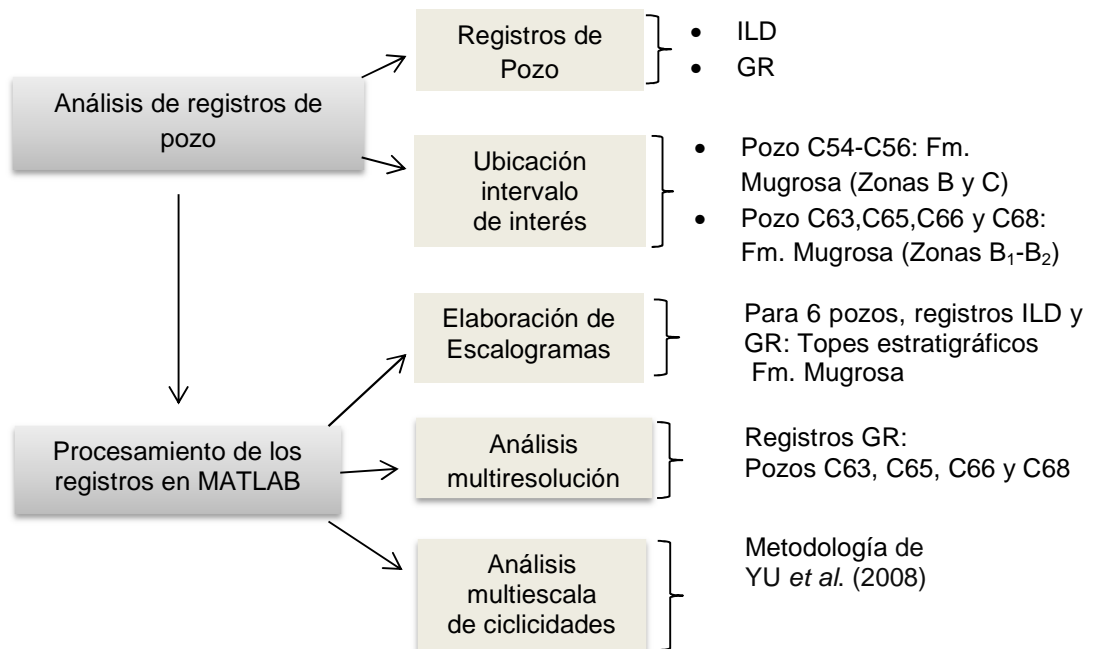 Análisis de registros de
pozo
Registros de
Pozo
• ILD
• GR
Ubicación
intervalo
de interés
• Pozo C54-C56: Fm.
Mugrosa (Zonas B y C)
• Pozo C63,C65,C66 y C68:
Fm. Mugrosa (Zonas B₁-B₂)
Procesamiento de los
registros en MATLAB
Elaboración de
Escalogramas
Para 6 pozos, registros ILD y
GR: Topes estratigráficos
Fm. Mugrosa
Análisis
multiresolución
Registros GR:
Pozos C63, C65, C66 y C68
Análisis
multiescala
de ciclicidades
Metodología de
YU et al. (2008)